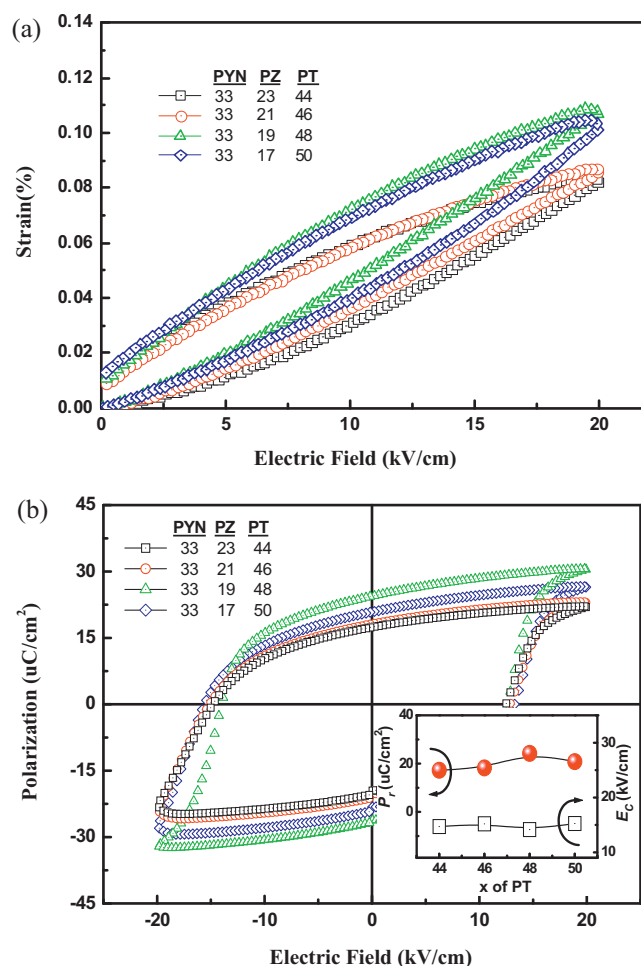 (a)
0.14
0.12
0.10
0.08
0.06
0.04
0.02
0.00
Strain(%)
PYN PZ PT
33 23 44
33 21 46
33 19 48
33 17 50
0 5 10 15 20
Electric Field (kV/cm)
(b)
45
30
15
0
-15
-30
-45
Polarization (uC/cm²)
PYN PZ PT
33 23 44
33 21 46
33 19 48
33 17 50
40
20
0
P_r (uC/cm²)
30
20
10
E_C (kV/cm)
44 46 48 50
x of PT
-20 -10 0 10 20
Electric Field (kV/cm)